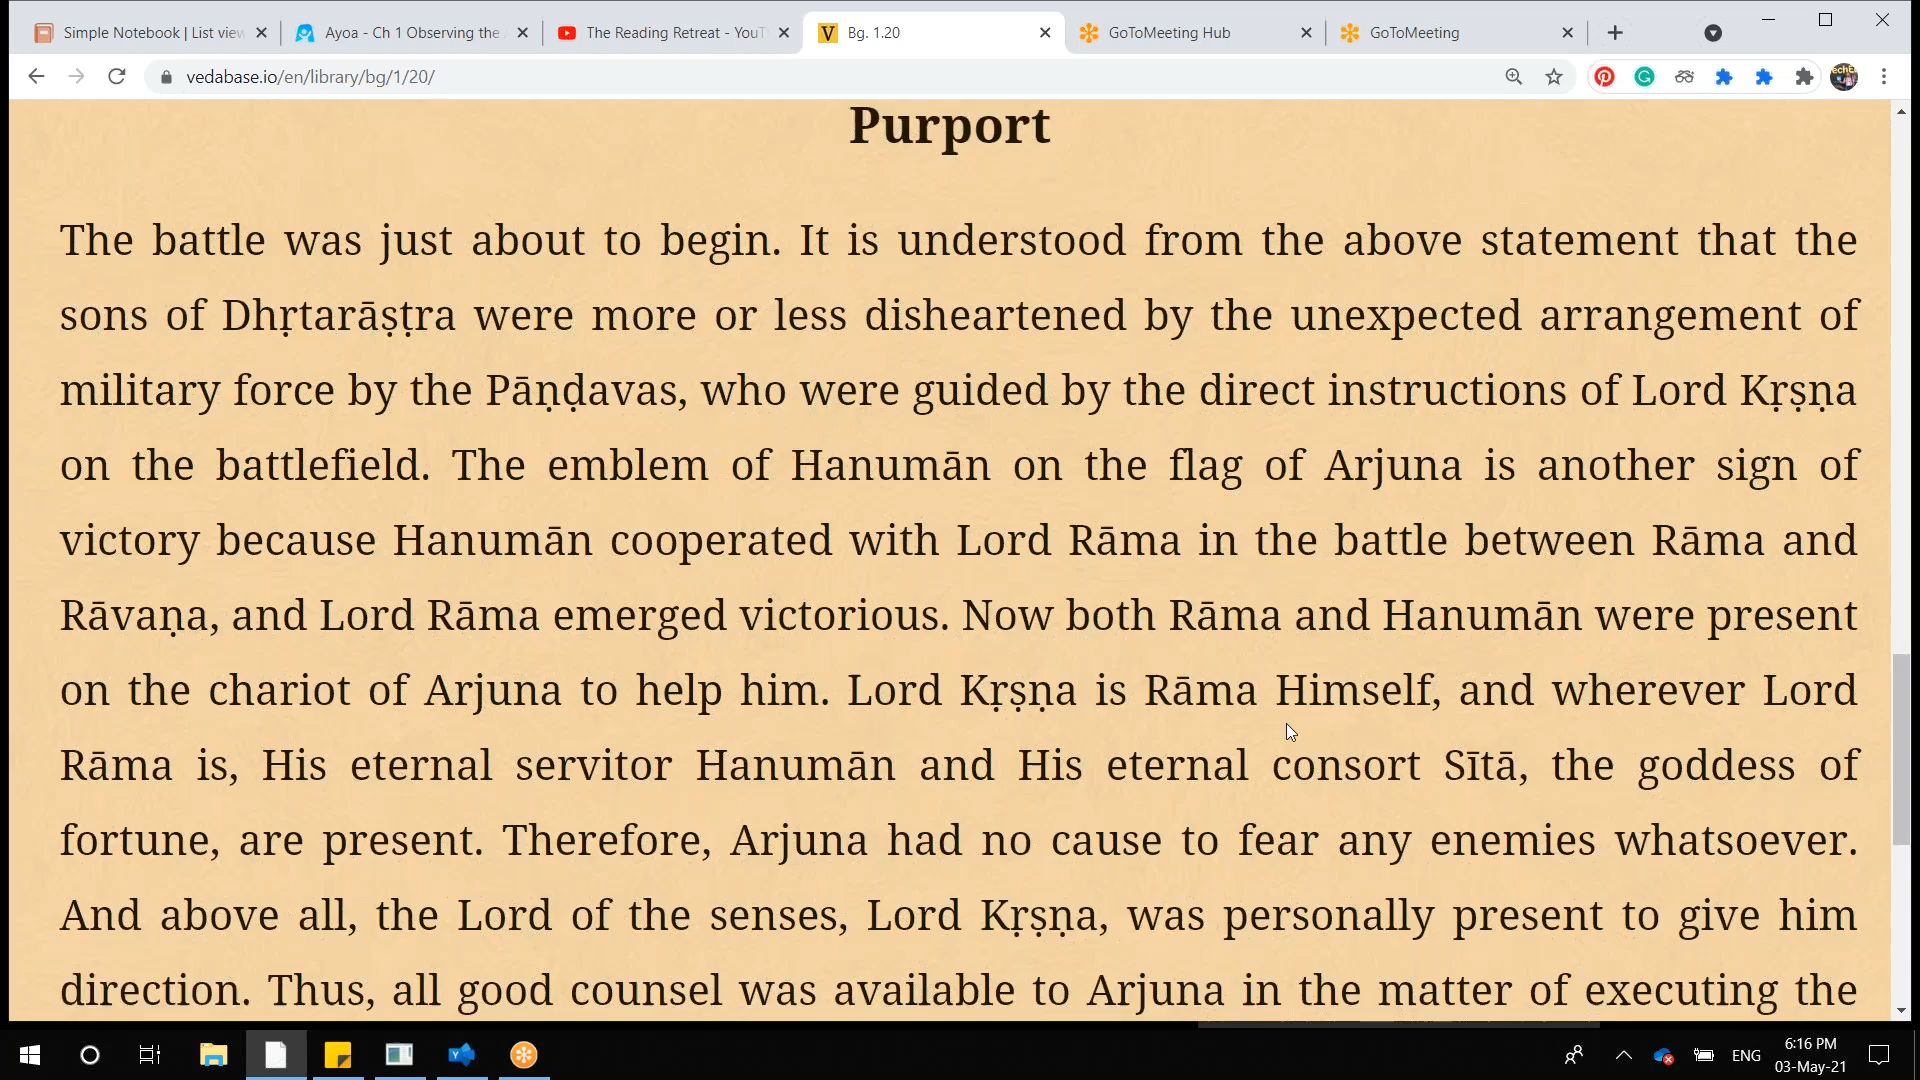 Simple Notebook | List view
Ayoa - Ch 1 Observing the
The Reading Retreat - YouT
Bg. 1.20
GoToMeeting Hub
GoToMeeting
vedabase.io/en/library/bg/1/20/
Purport
The battle was just about to begin. It is understood from the above statement that the
sons of Dhṛtarāṣṭra were more or less disheartened by the unexpected arrangement of
military force by the Pāṇḍavas, who were guided by the direct instructions of Lord Kṛṣṇa
on the battlefield. The emblem of Hanumān on the flag of Arjuna is another sign of
victory because Hanumān cooperated with Lord Rāma in the battle between Rāma and
Rāvaṇa, and Lord Rāma emerged victorious. Now both Rāma and Hanumān were present
on the chariot of Arjuna to help him. Lord Kṛṣṇa is Rāma Himself, and wherever Lord
Rāma is, His eternal servitor Hanumān and His eternal consort Sītā, the goddess of
fortune, are present. Therefore, Arjuna had no cause to fear any enemies whatsoever.
And above all, the Lord of the senses, Lord Kṛṣṇa, was personally present to give him
direction. Thus, all good counsel was available to Arjuna in the matter of executing the
ENG
6:16 PM
03-May-21